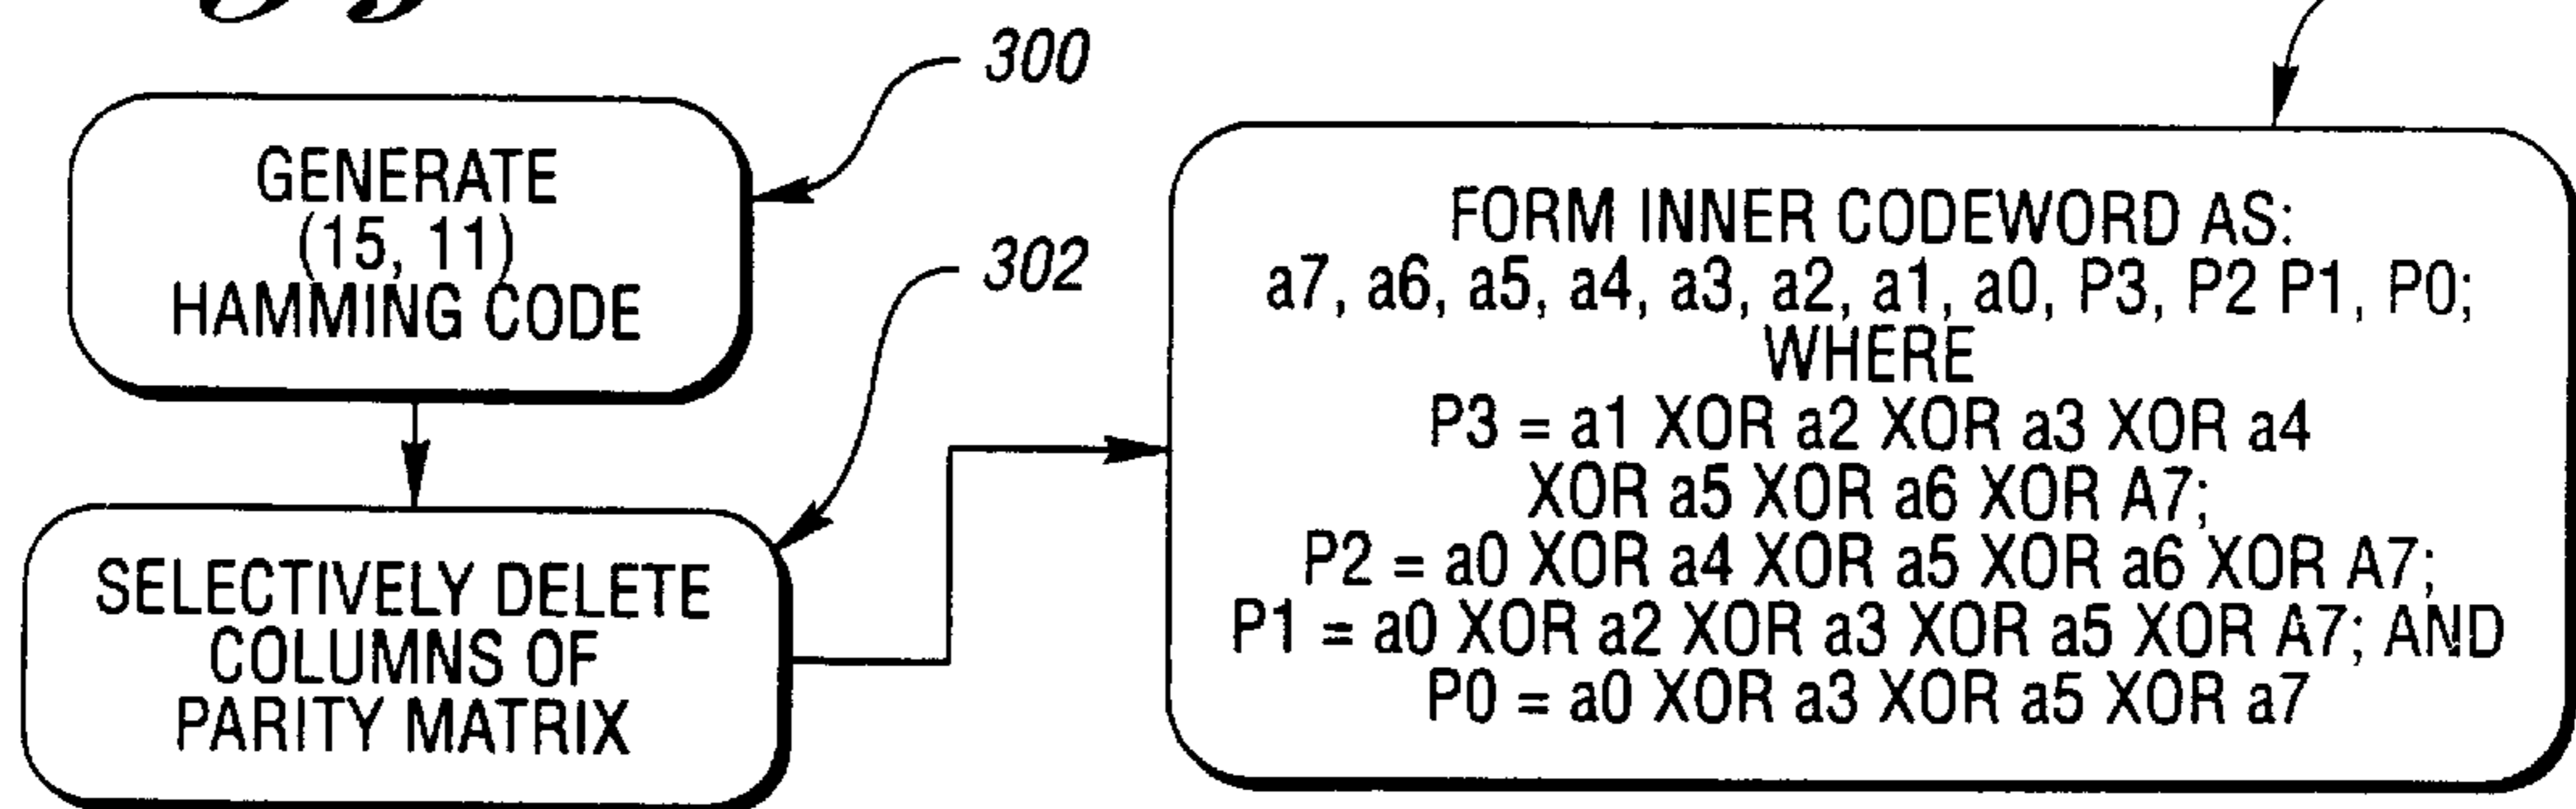 300
GENERATE
(15, 11)
HAMMING CODE
302
SELECTIVELY DELETE
COLUMNS OF
PARITY MATRIX
FORM INNER CODEWORD AS:
a7, a6, a5, a4, a3, a2, a1, a0, P3, P2 P1, P0;
WHERE
P3 = a1 XOR a2 XOR a3 XOR a4
XOR a5 XOR a6 XOR A7;
P2 = a0 XOR a4 XOR a5 XOR a6 XOR A7;
P1 = a0 XOR a2 XOR a3 XOR a5 XOR A7; AND
P0 = a0 XOR a3 XOR a5 XOR a7